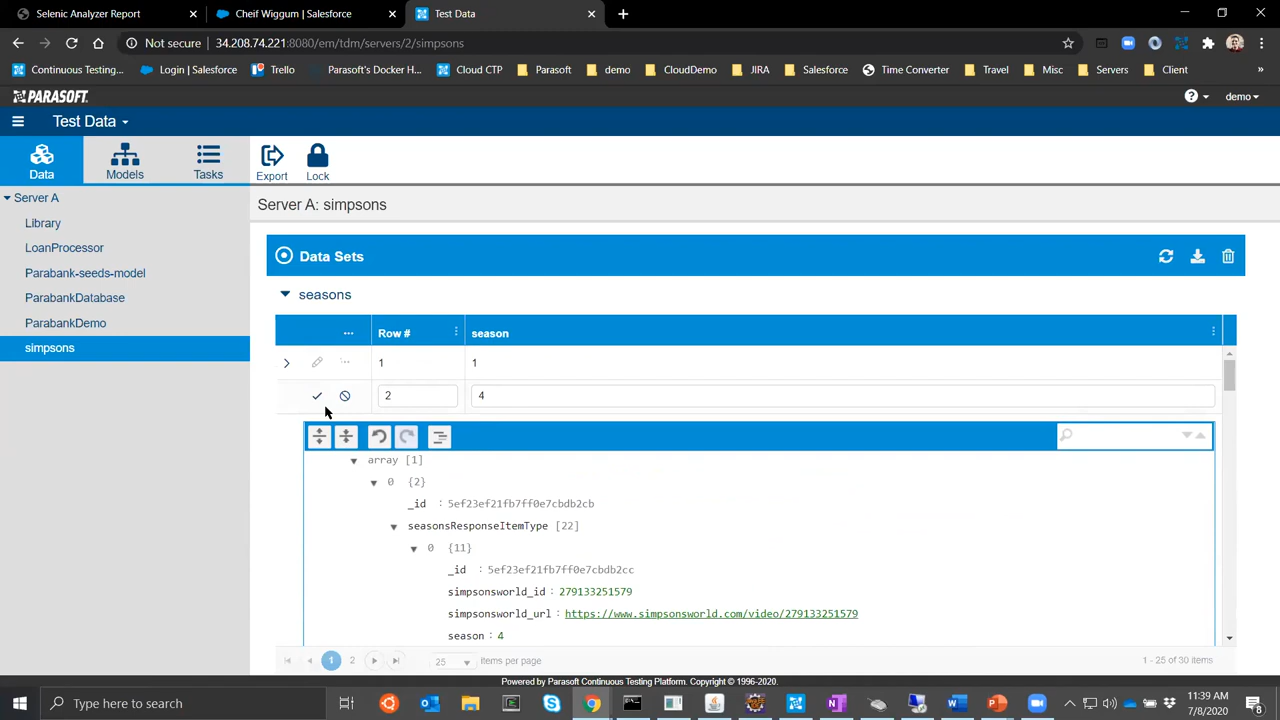 Selenic Analyzer Report
Cheif Wiggum | Salesforce
Test Data
Not secure | 34.208.74.221:8080/em/tdm/servers/2/simpsons
Continuous Testing... Login | Salesforce Trello Parasoft's Docker H... Cloud CTP Parasoft demo CloudDemo JIRA Salesforce Time Converter Travel Misc Servers Client »
PARASOFT
? demo
Test Data
Data Models Tasks Export Lock
Server A
Library
LoanProcessor
Parabank-seeds-model
ParabankDatabase
ParabankDemo
simpsons
Server A: simpsons
Data Sets
seasons
... Row # season
1 1
2 4
array [1]
0 {2}
_id : 5ef23ef21fb7ff0e7cbdb2cb
seasonsResponseItemType [22]
0 {11}
_id : 5ef23ef21fb7ff0e7cbdb2cc
simpsonsworld_id : 279133251579
simpsonsworld_url : https://www.simpsonsworld.com/video/279133251579
season : 4
1 2 25 Items per page 1 - 25 of 30 items
Powered by Parasoft Continuous Testing Platform. Copyright © 1996-2020.
Type here to search
11:39 AM
7/8/2020
8